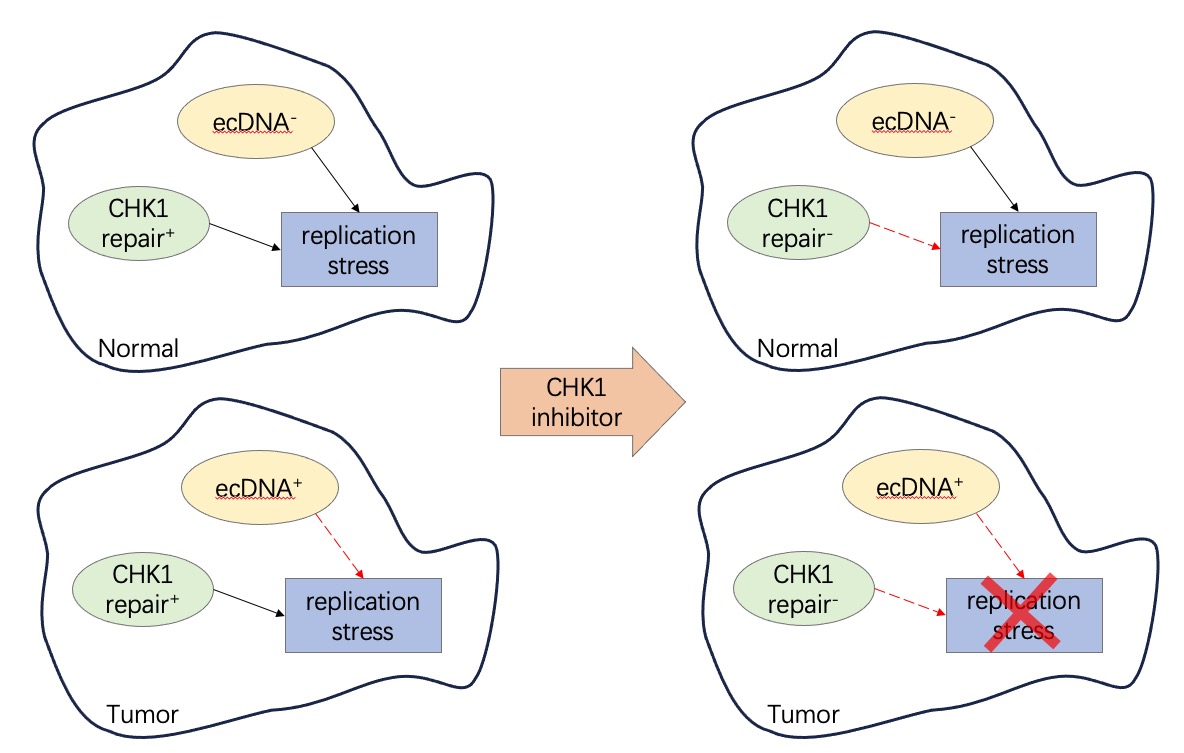 ecDNA⁻
CHK1
repair⁺
replication
stress
Normal
ecDNA⁻
CHK1
repair⁻
replication
stress
Normal
CHK1
inhibitor
ecDNA⁺
CHK1
repair⁺
replication
stress
Tumor
ecDNA⁺
CHK1
repair⁻
replication
stress
Tumor